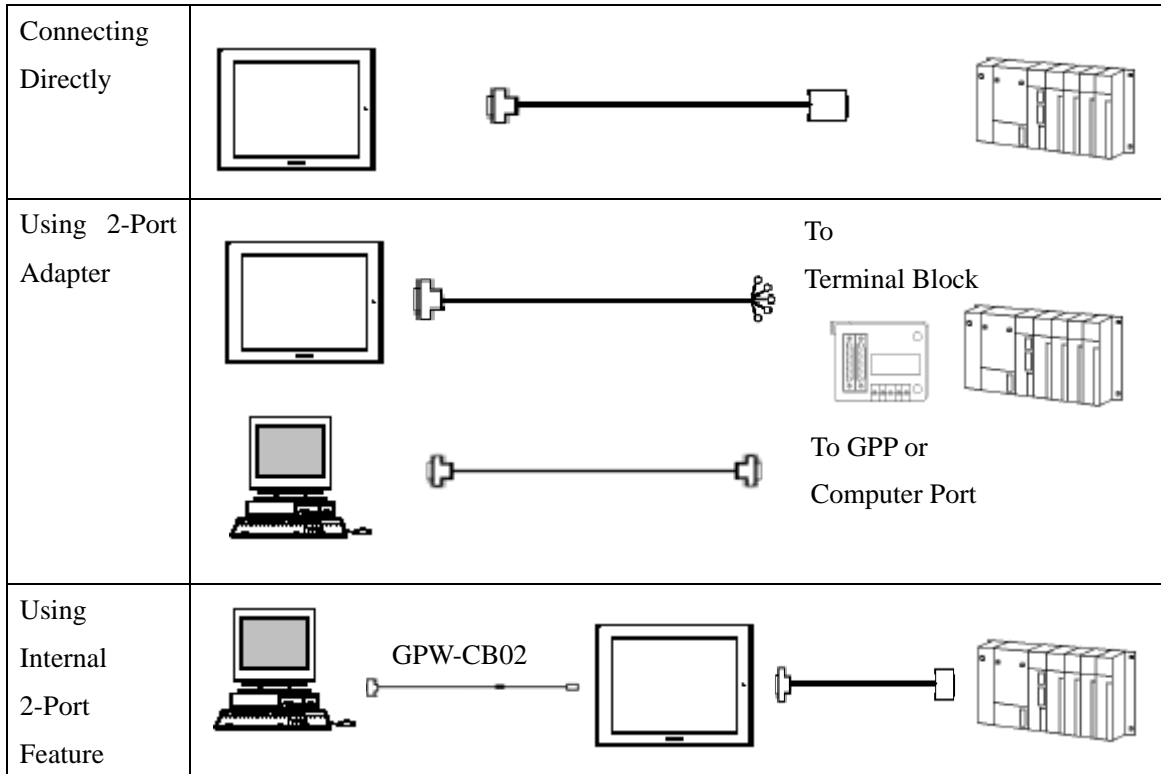 Connecting
Directly
Using 2-Port
Adapter
To
Terminal Block
To GPP or
Computer Port
Using
Internal
2-Port
Feature
GPW-CB02